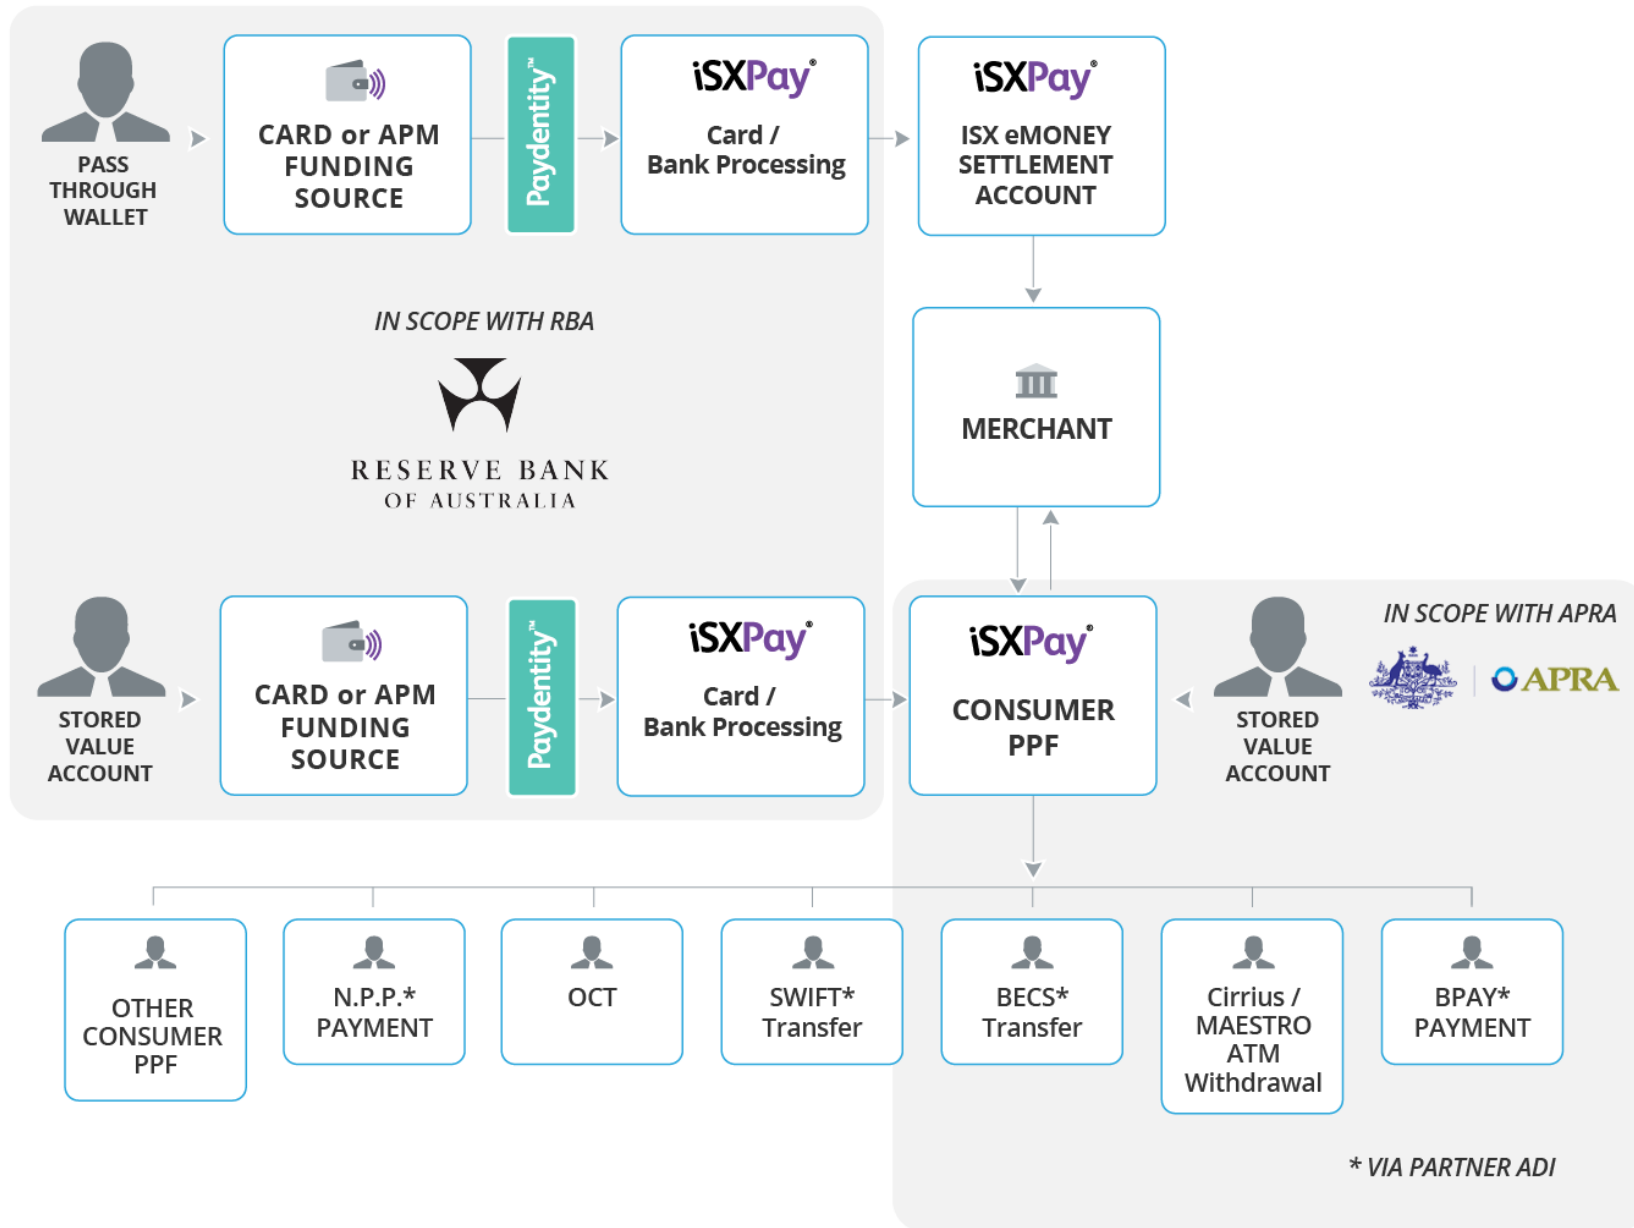 PASS
THROUGH
WALLET
CARD or APM
FUNDING
SOURCE
Paydentity™
iSXPay®
Card /
Bank Processing
iSXPay®
ISX eMONEY
SETTLEMENT
ACCOUNT
IN SCOPE WITH RBA
RESERVE BANK
OF AUSTRALIA
MERCHANT
STORED
VALUE
ACCOUNT
CARD or APM
FUNDING
SOURCE
Paydentity™
iSXPay®
Card /
Bank Processing
iSXPay®
CONSUMER
PPF
STORED
VALUE
ACCOUNT
IN SCOPE WITH APRA
APRA
OTHER
CONSUMER
PPF
N.P.P.*
PAYMENT
OCT
SWIFT*
Transfer
BECS*
Transfer
Cirrius /
MAESTRO
ATM
Withdrawal
BPAY*
PAYMENT
* VIA PARTNER ADI